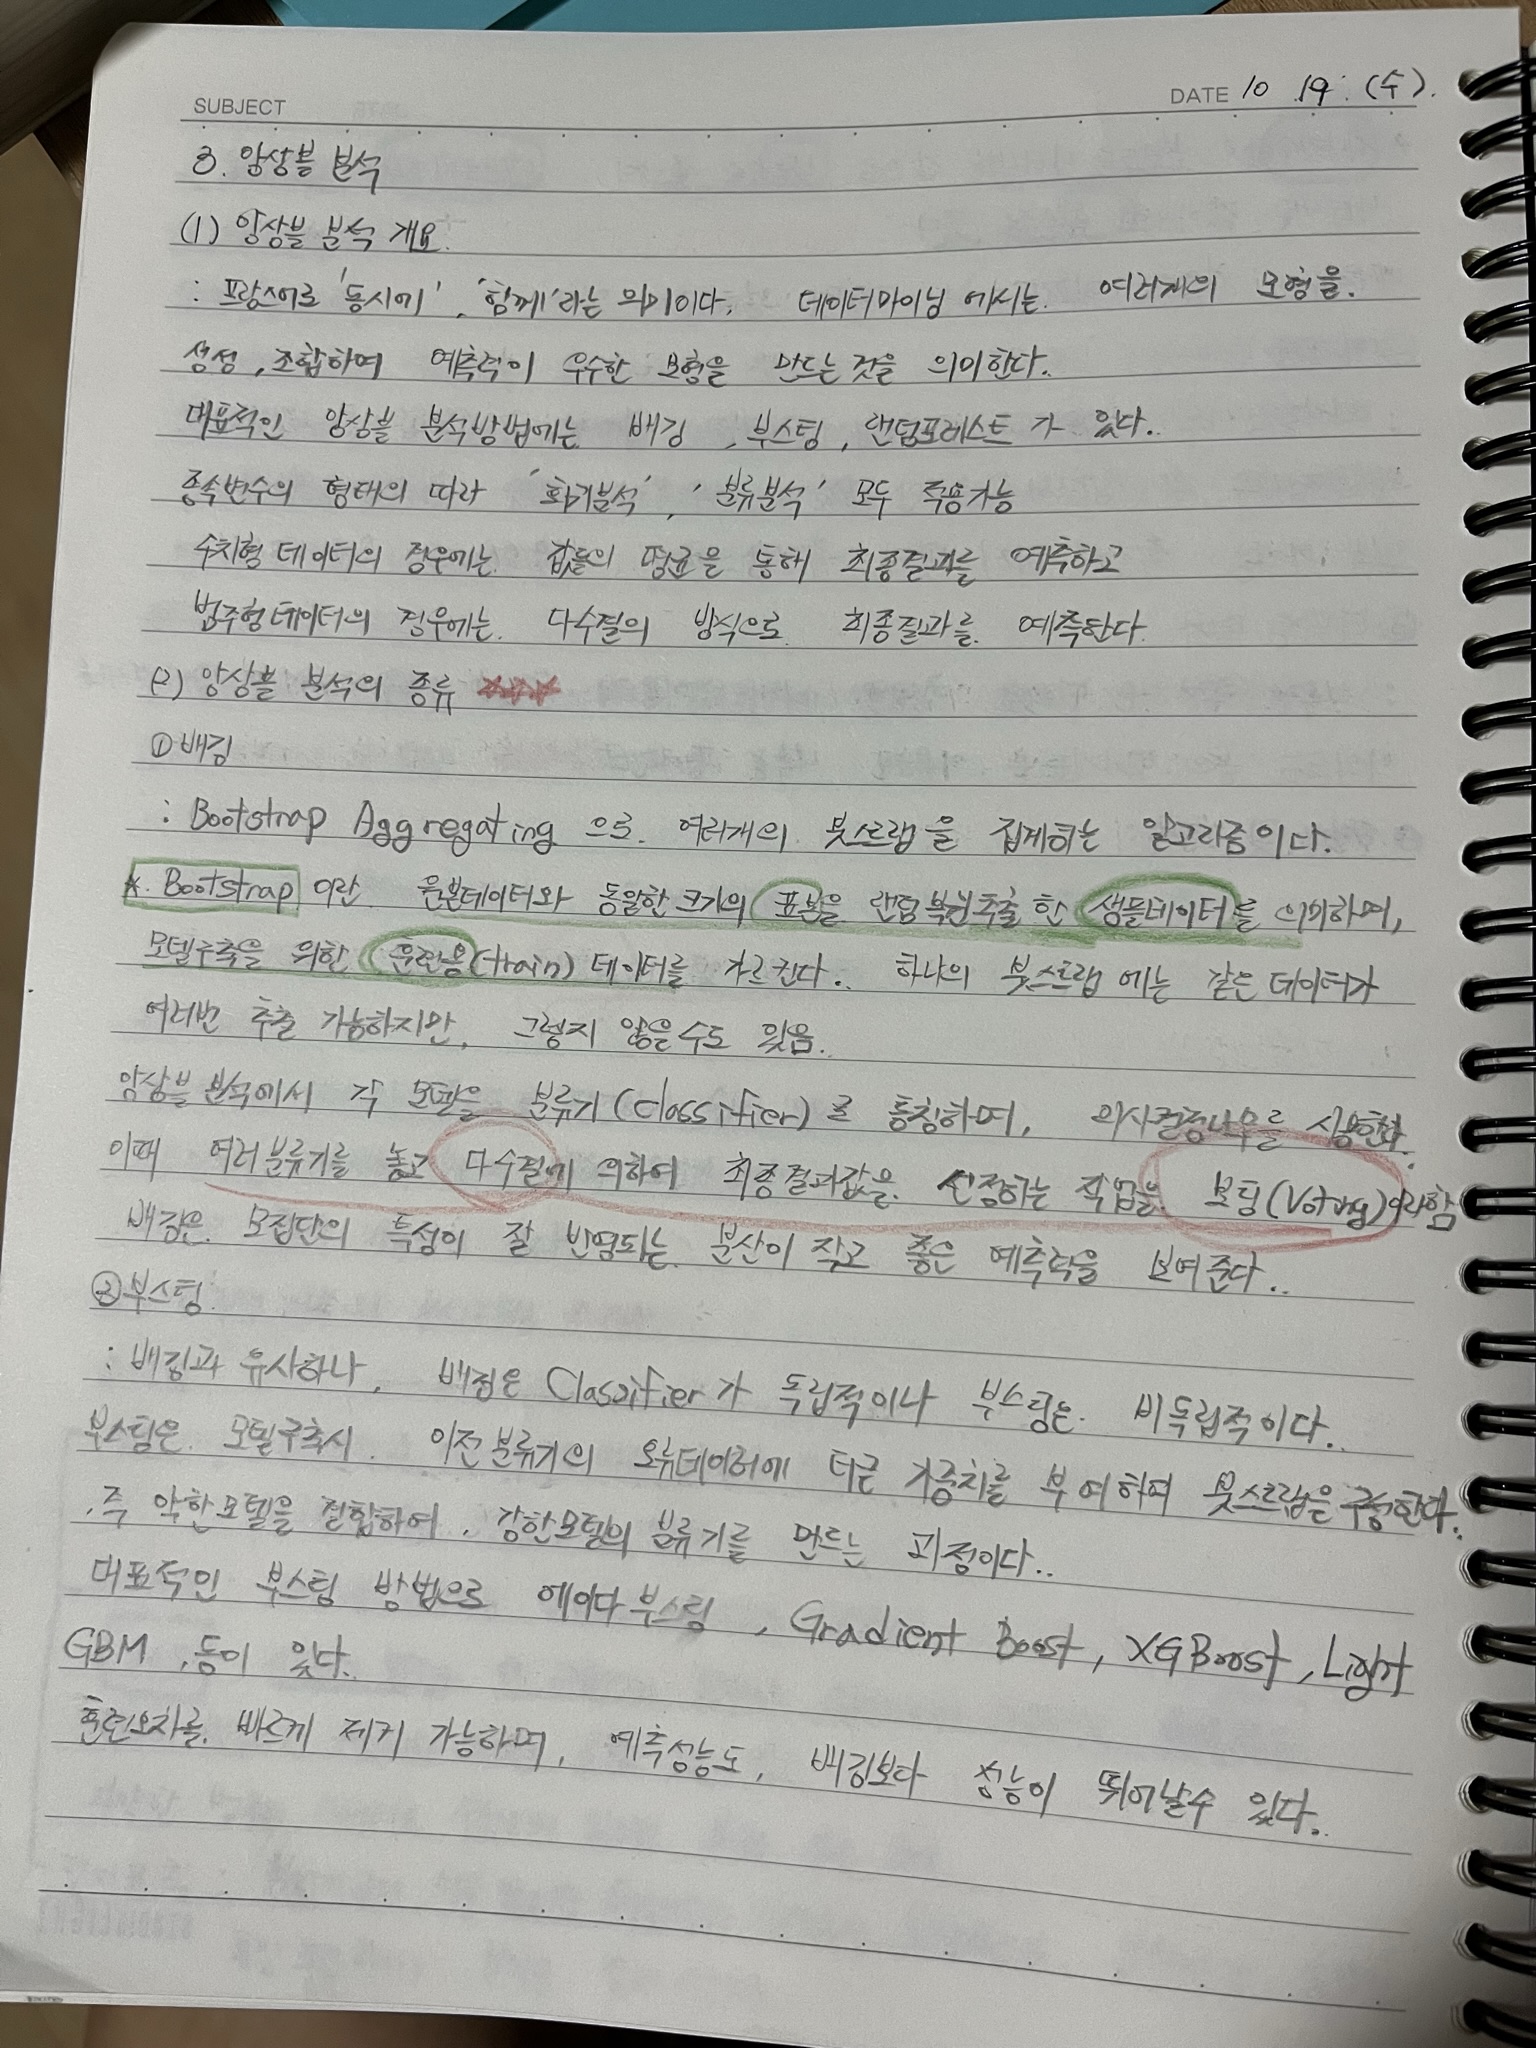 SUBJECT
DATE 10 .19. (수).
3. 앙상블 분석
(1) 앙상블 분석 개요.
: 프랑스어로 '동시에', '함께'라는 의미이다. 데이터마이닝 에서는. 여러개의 모형을.
생성, 조합하여 예측력이 우수한 모형을 만드는 것을 의미한다..
대표적인 앙상블 분석방법에는 배깅, 부스팅, 랜덤포레스트가 있다..
종속변수의 형태의 따라 '회귀분석', '분류분석' 모두 적용가능
수치형 데이터의 경우에는. 값들의 평균을 통해 최종결과를 예측하고
범주형데이터의 경우에는. 다수결의 방식으로. 최종결과를. 예측한다.
(2) 앙상블 분석의 종류 ☆☆☆
① 배깅
: Bootstrap Aggregating 으로. 여러개의 붓스트랩을 집계하는 알고리즘이다.
*. Bootstrap 이란. 원본데이터와 동일한 크기의 표본을 랜덤복원추출 한 샘플데이터를 의미하며,
모델구축을 위한 훈련용(train) 데이터를 가르킨다.. 하나의 붓스트랩 에는 같은 데이터가
여러번 추출 가능하지만, 그렇지 않을수도 있음..
앙상블 분석에서 각 모델을 분류기(Classifier)로 통칭하며, 의사결정나무를 사용한다.
이때 여러분류기를 놓고 다수결에 의하여 최종결과값을. 선정하는 작업을. 보팅(Voting)이라함
배깅은. 모집단의 특성이 잘 반영되는. 분산이 작고 좋은 예측력을 보여준다..
② 부스팅.
: 배깅과 유사하나, 배깅은 Classifier가 독립적이나 부스팅은. 비독립적이다..
부스팅은. 모델구축시. 이전분류기의 오류데이터에 더큰 가중치를 부여하며 붓스트랩을구성한다.
.즉 약한모델을 결합하여. 강한모델의 분류기를 만드는 과정이다..
대표적인 부스팅 방법으로 에이다부스팅, Gradient Boost, XGBoost, Light
GBM, 등이 있다.
훈련오차를. 빠르게 제거 가능하며, 예측성능도, 배깅보다 성능이 뛰어날수 있다..